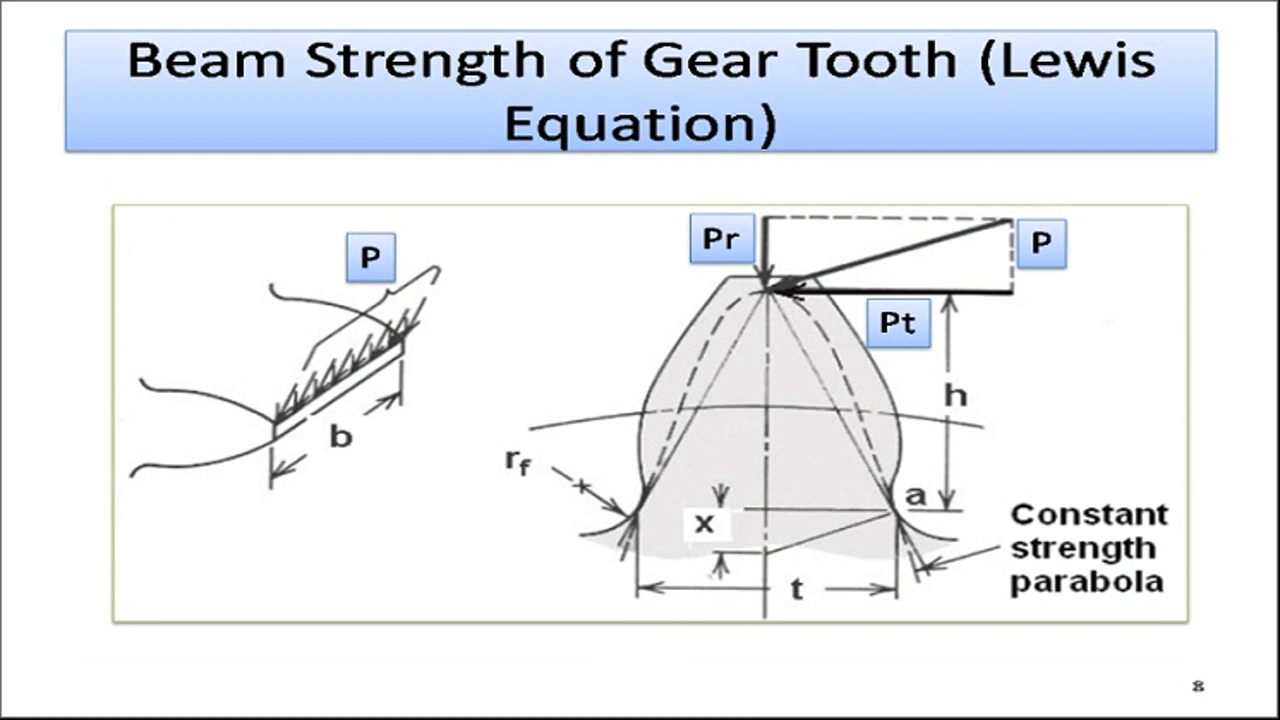 Beam Strength of Gear Tooth (Lewis
Equation)
P
b
Pr
P
Pt
h
rf
a
x
t
Constant
strength
parabola
8